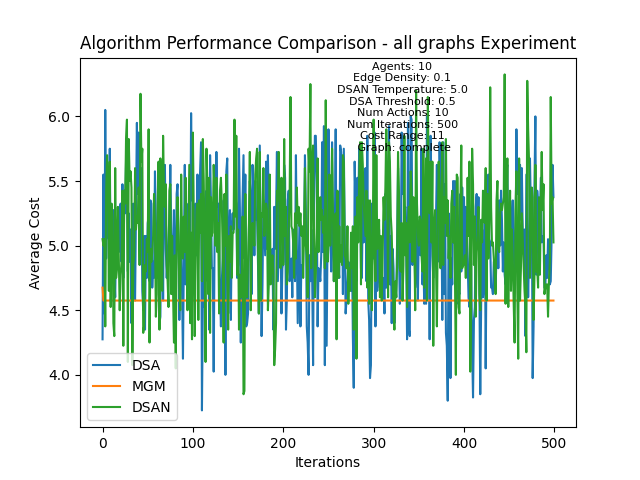 Algorithm Performance Comparison - all graphs Experiment
Agents: 10
Edge Density: 0.1
DSAN Temperature: 5.0
DSA Threshold: 0.5
Num Actions: 10
Num Iterations: 500
Cost Range: 11
Graph: complete
Average Cost
6.0
5.5
5.0
4.5
4.0
DSA
MGM
DSAN
0
100
200
300
400
500
Iterations